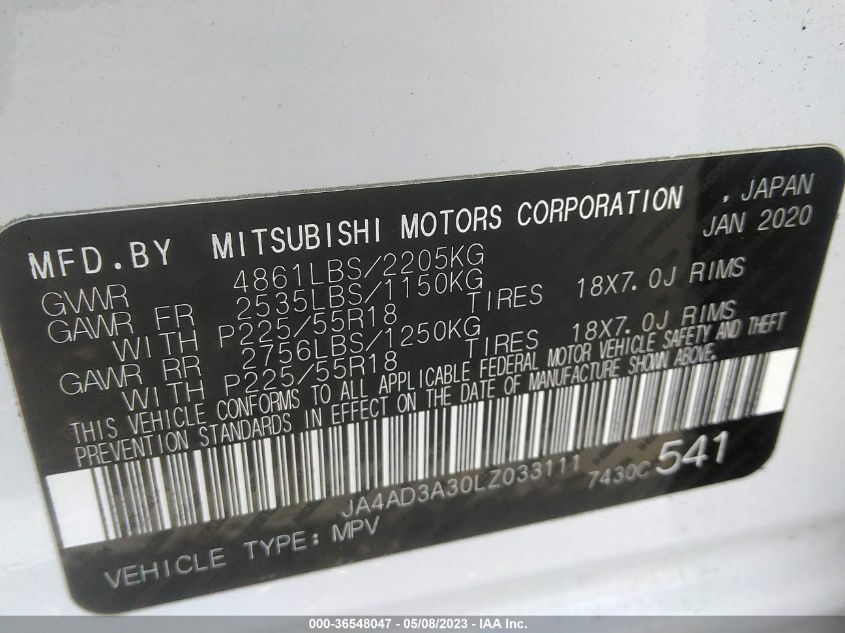 MFD.BY MITSUBISHI MOTORS CORPORATION , JAPAN
JAN 2020
GVWR 4861LBS/2205KG
GAWR FR 2535LBS/1150KG
WITH P225/55R18 TIRES 18X7.0J RIMS
GAWR RR 2756LBS/1250KG
WITH P225/55R18 TIRES 18X7.0J RIMS
THIS VEHICLE CONFORMS TO ALL APPLICABLE FEDERAL MOTOR VEHICLE SAFETY AND THEFT
PREVENTION STANDARDS IN EFFECT ON THE DATE OF MANUFACTURE SHOWN ABOVE.
JA4AD3A30LZ033111 7430C 541
VEHICLE TYPE: MPV
000-36548047 - 05/08/2023 - © IAA Inc.